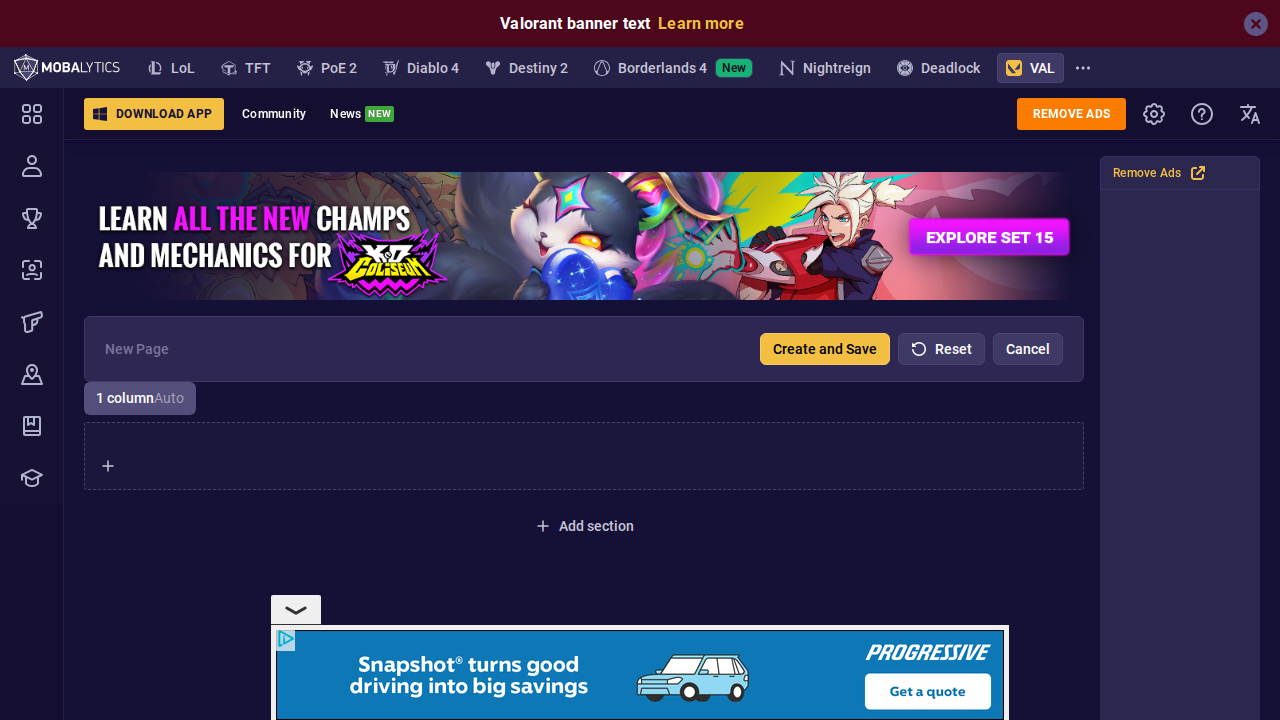 Valorant banner text Learn more
MOBALYTICS LoL TFT PoE 2 Diablo 4 Destiny 2 Borderlands 4 New Nightreign Deadlock VAL
DOWNLOAD APP Community News NEW REMOVE ADS
Remove Ads
LEARN ALL THE NEW CHAMPS
AND MECHANICS FOR
COLISEUM
EXPLORE SET 15
New Page Create and Save Reset Cancel
1 column Auto
Add section
Snapshot® turns good
driving into big savings
PROGRESSIVE
Get a quote